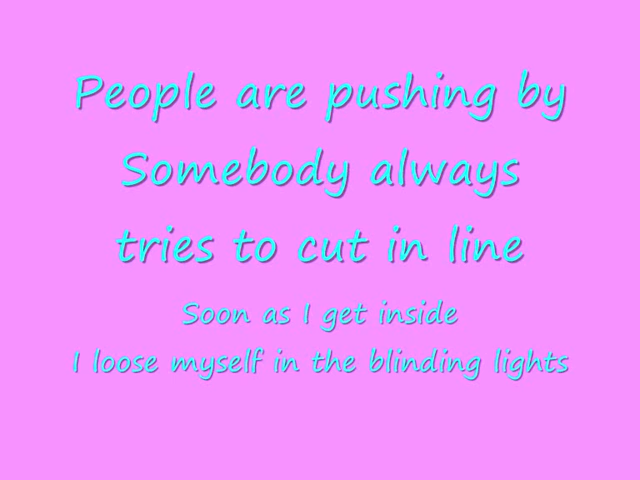 People are pushing by
Somebody always
tries to cut in line
Soon as I get inside
I loose myself in the blinding lights